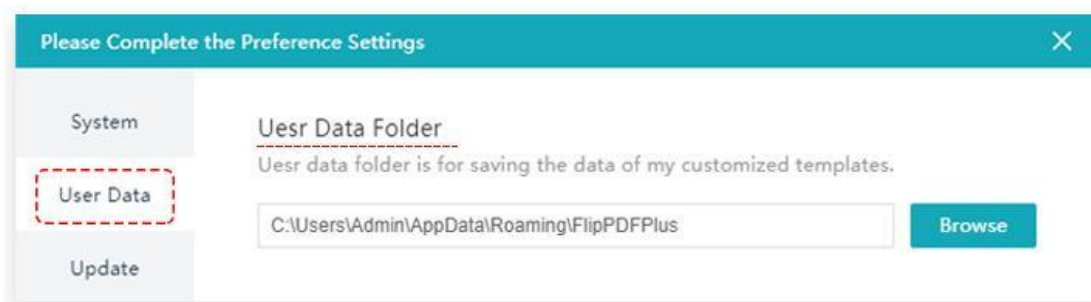 Please Complete the Preference Settings
System
Uesr Data Folder
Uesr data folder is for saving the data of my customized templates.
User Data
C:\Users\Admin\AppData\Roaming\FlipPDFPlus
Browse
Update